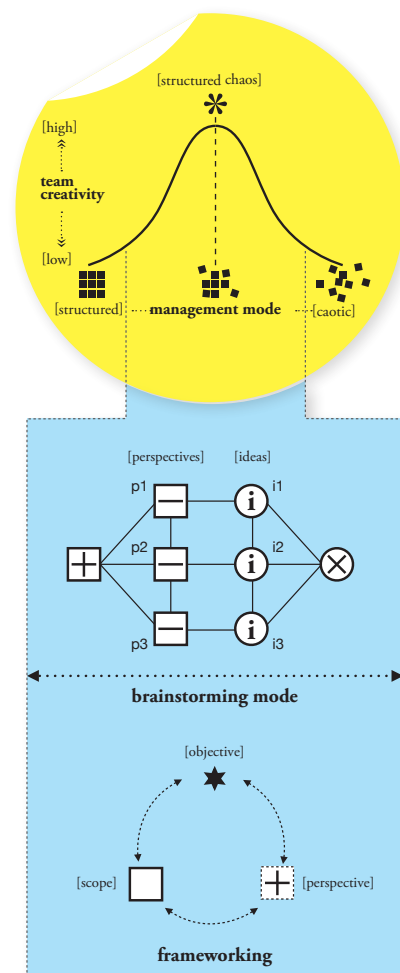 [structured chaos]
[high]
team
creativity
[low]
[structured]
management mode
[caotic]
[perspectives]
[ideas]
p1
i1
i
p2
i2
i
p3
i3
i
brainstorming mode
[objective]
[scope]
[perspective]
frameworking